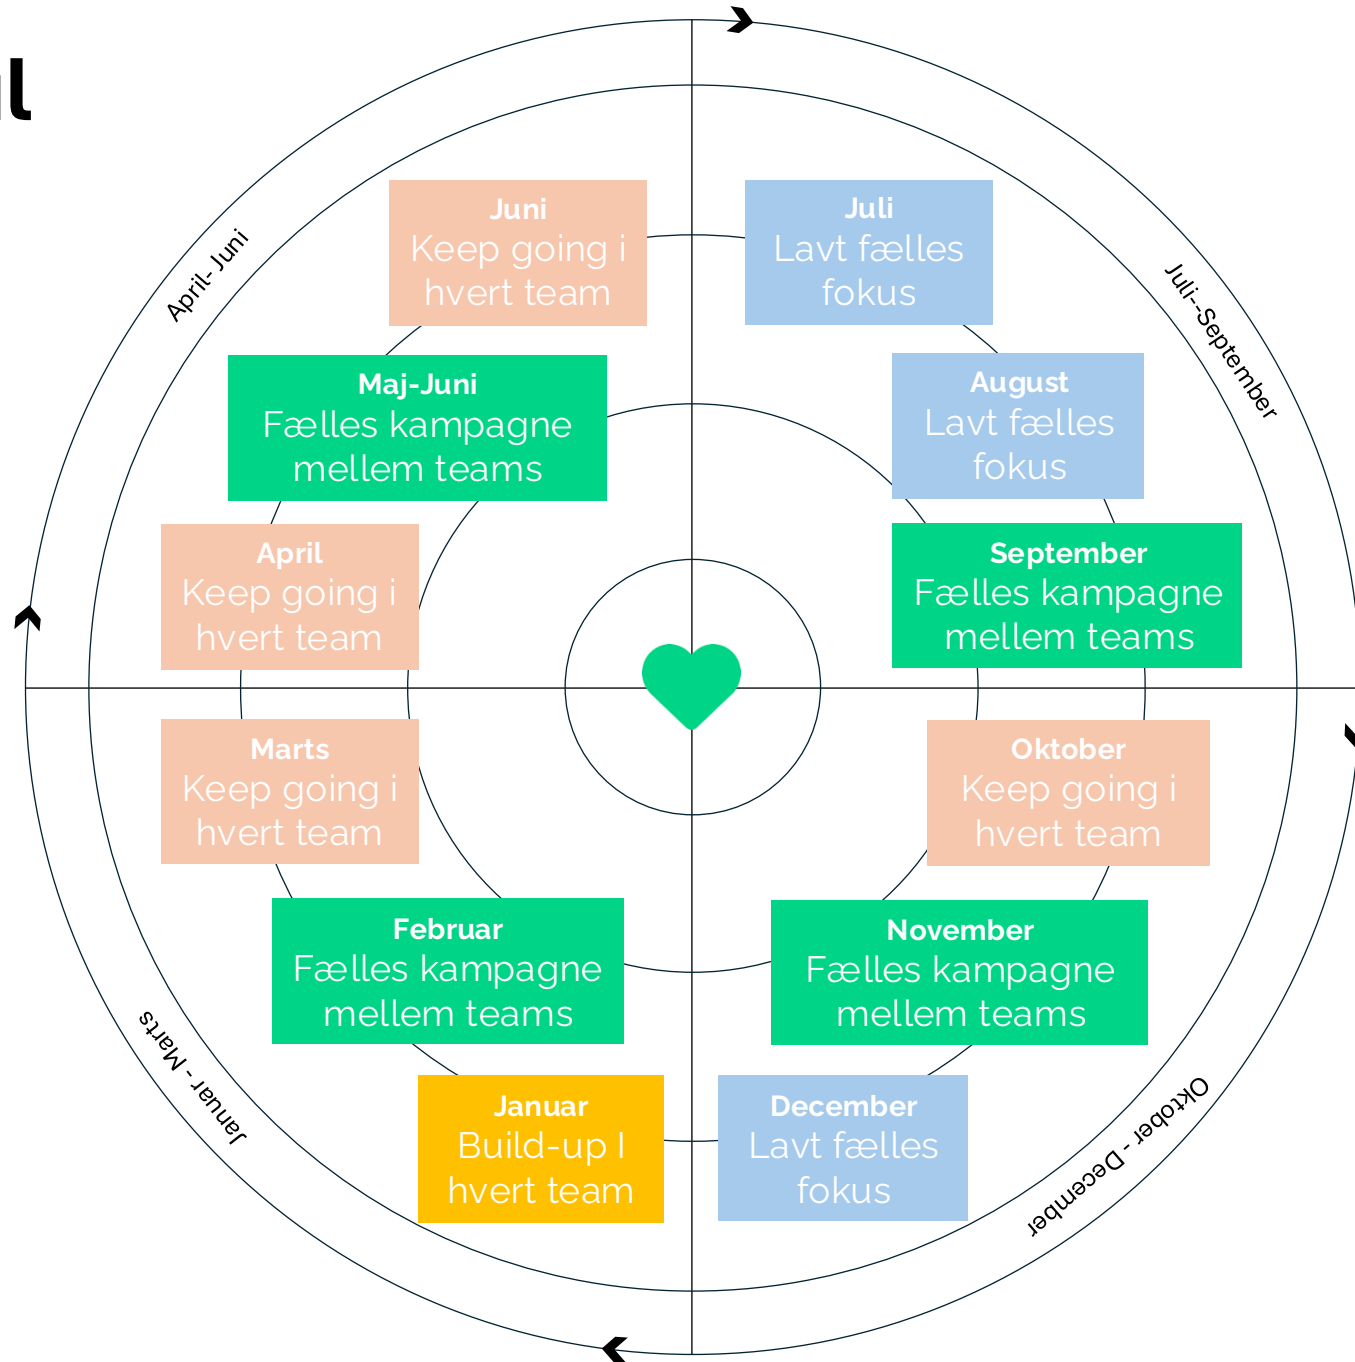 April- Juni
Juli--September
Juni
Keep going i
hvert team
Juli
Lavt fælles
fokus
Maj-Juni
Fælles kampagne
mellem teams
August
Lavt fælles
fokus
April
Keep going i
hvert team
September
Fælles kampagne
mellem teams
Marts
Keep going i
hvert team
Oktober
Keep going i
hvert team
Februar
Fælles kampagne
mellem teams
November
Fælles kampagne
mellem teams
Januar
Build-up I
hvert team
December
Lavt fælles
fokus
Januar - Marts
Oktober - December